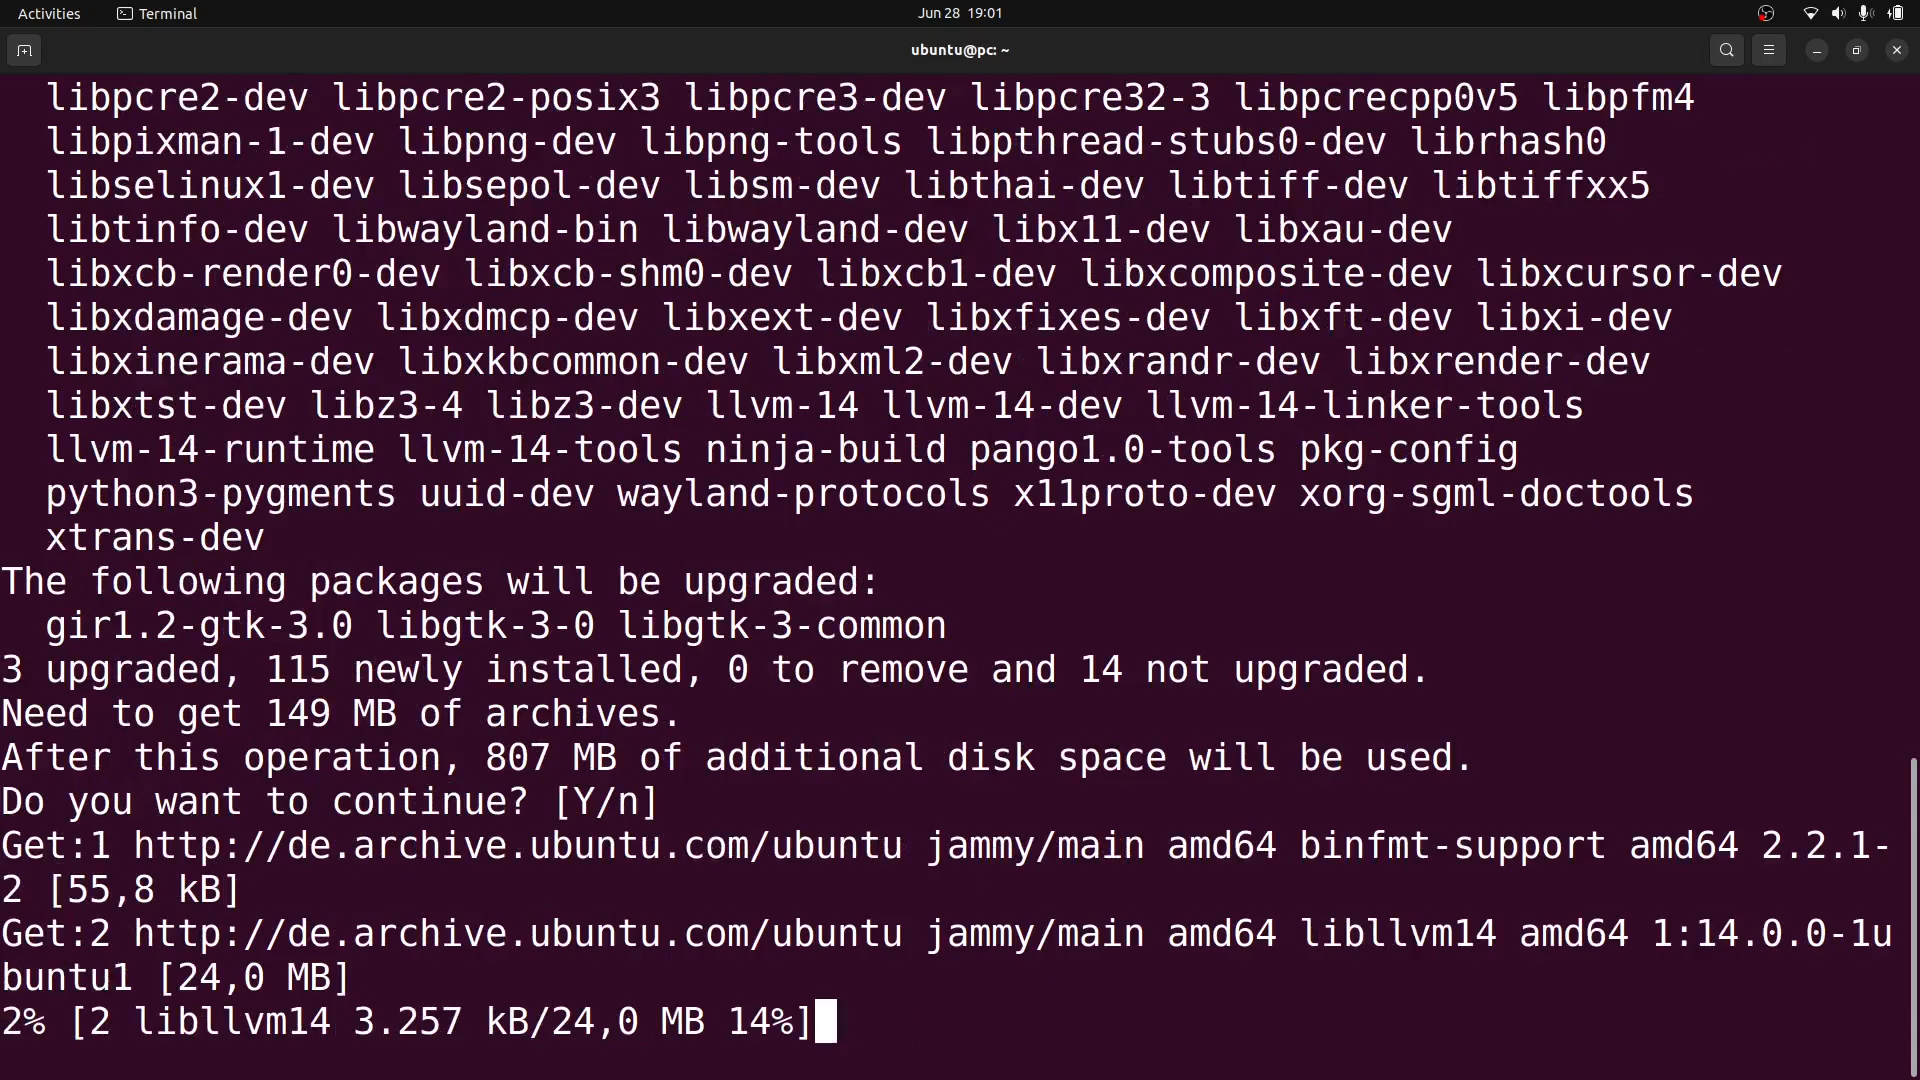 Activities Terminal Jun 28 19:01
ubuntu@pc: ~
libpcre2-dev libpcre2-posix3 libpcre3-dev libpcre32-3 libpcrecpp0v5 libpfm4
libpixman-1-dev libpng-dev libpng-tools libpthread-stubs0-dev librhash0
libselinux1-dev libsepol-dev libsm-dev libthai-dev libtiff-dev libtiffxx5
libtinfo-dev libwayland-bin libwayland-dev libx11-dev libxau-dev
libxcb-render0-dev libxcb-shm0-dev libxcb1-dev libxcomposite-dev libxcursor-dev
libxdamage-dev libxdmcp-dev libxext-dev libxfixes-dev libxft-dev libxi-dev
libxinerama-dev libxkbcommon-dev libxml2-dev libxrandr-dev libxrender-dev
libxtst-dev libz3-4 libz3-dev llvm-14 llvm-14-dev llvm-14-linker-tools
llvm-14-runtime llvm-14-tools ninja-build pango1.0-tools pkg-config
python3-pygments uuid-dev wayland-protocols x11proto-dev xorg-sgml-doctools
xtrans-dev
The following packages will be upgraded:
gir1.2-gtk-3.0 libgtk-3-0 libgtk-3-common
3 upgraded, 115 newly installed, 0 to remove and 14 not upgraded.
Need to get 149 MB of archives.
After this operation, 807 MB of additional disk space will be used.
Do you want to continue? [Y/n]
Get:1 http://de.archive.ubuntu.com/ubuntu jammy/main amd64 binfmt-support amd64 2.2.1-
2 [55,8 kB]
Get:2 http://de.archive.ubuntu.com/ubuntu jammy/main amd64 libllvm14 amd64 1:14.0.0-1u
buntu1 [24,0 MB]
2% [2 libllvm14 3.257 kB/24,0 MB 14%]